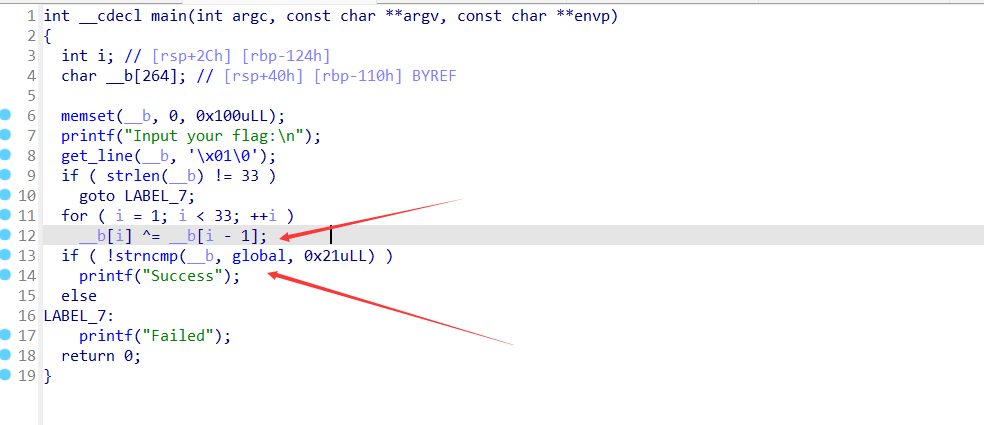 1 int __cdecl main(int argc, const char **argv, const char **envp)
2 {
3   int i; // [rsp+2Ch] [rbp-124h]
4   char __b[264]; // [rsp+40h] [rbp-110h] BYREF
5
6   memset(__b, 0, 0x100uLL);
7   printf("Input your flag:\n");
8   get_line(__b, '\x01\0');
9   if ( strlen(__b) != 33 )
10     goto LABEL_7;
11   for ( i = 1; i < 33; ++i )
12     __b[i] ^= __b[i - 1];
13   if ( !strncmp(__b, global, 0x21uLL) )
14     printf("Success");
15   else
16 LABEL_7:
17     printf("Failed");
18   return 0;
19 }